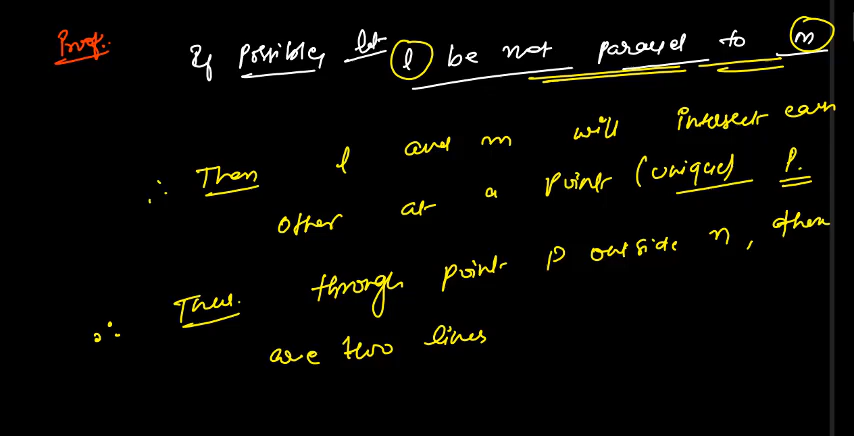 Proof:
If possible, let l be not parallel to m
∴ Then l and m will intersect each
other at a point (unique) P.
∴ Thus. through point P outside n, there
are two lines